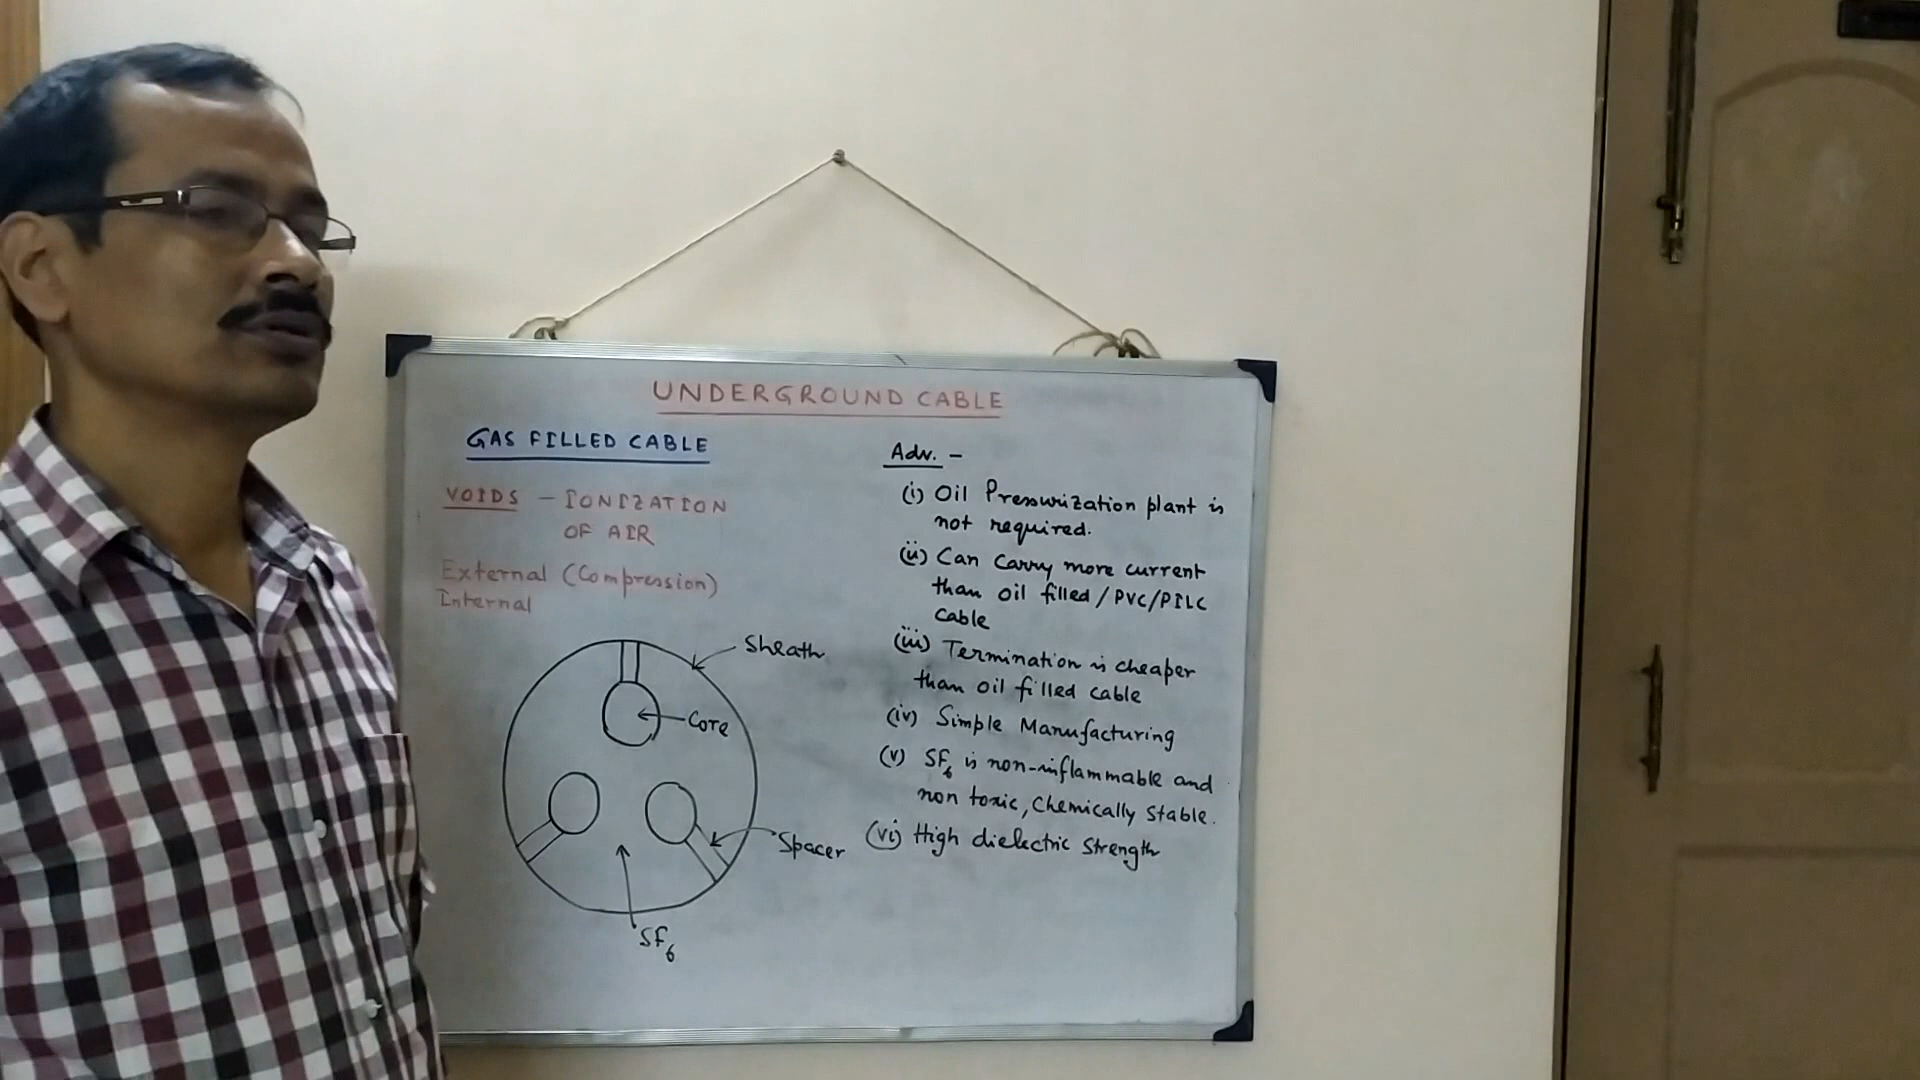 UNDERGROUND CABLE
GAS FILLED CABLE
VOIDS - IONIZATION
OF AIR
External (Compression)
Internal
Sheath
Core
Spacer
SF6
Adv. -
(i) Oil Pressurization plant is
not required.
(ii) Can Carry more current
than oil filled/PVC/PILC
Cable
(iii) Termination is cheaper
than oil filled cable
(iv) Simple Manufacturing
(v) SF6 is non-inflammable and
non toxic, Chemically Stable.
(vi) High dielectric strength